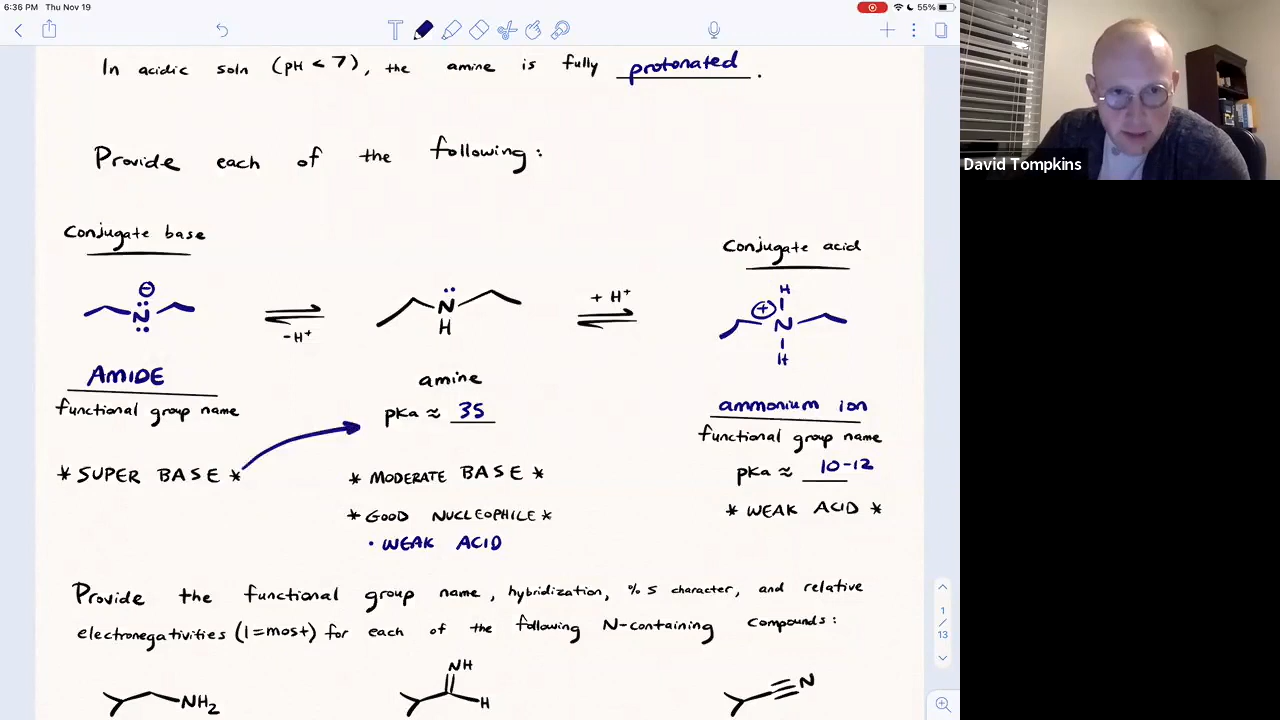 6:36 PM Thu Nov 19
55%
In acidic soln (pH < 7), the amine is fully protonated.
David Tompkins
Provide each of the following:
Conjugate base
Conjugate acid
⊖
N
-H⁺
N
H
+ H⁺
H
⊕
N
H
AMIDE
functional group name
amine
pKa ≈ 35
ammonium ion
functional group name
pKa ≈ 10-12
* SUPER BASE *
* MODERATE BASE *
* GOOD NUCLEOPHILE *
• WEAK ACID
* WEAK ACID *
Provide the functional group name, hybridization, % s character, and relative
electronegativities (1=most) for each of the following N-containing compounds:
NH₂
NH
H
N
1
/
13
T